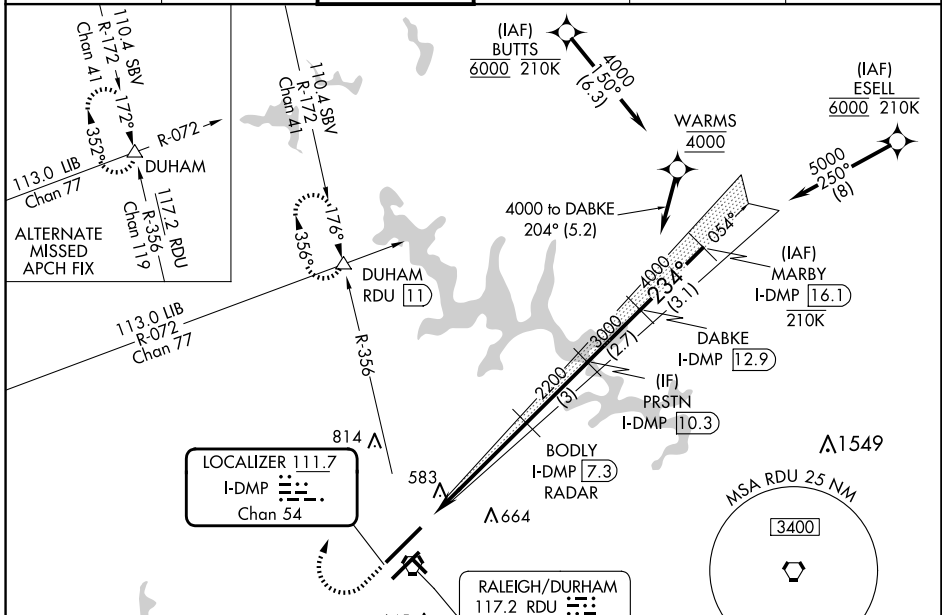 110.4 SBV
R-172
Chan 41
172°
352°
R-072
DUHAM
113.0 LIB
Chan 77
117.2 RDU
R-356
Chan 119
ALTERNATE
MISSED
APCH FIX
110.4 SBV
R-172
Chan 41
176°
356°
DUHAM
RDU 11
113.0 LIB
R-072
Chan 77
R-356
(IAF)
BUTTS
6000 210K
4000
150°
(6.3)
WARMS
4000
4000 to DABKE
204° (5.2)
(IAF)
ESELL
6000 210K
5000
250°
(8)
054°
(IAF)
MARBY
I-DMP 16.1
210K
4000
234°
(3.1)
DABKE
I-DMP 12.9
3000
(2.7)
(IF)
PRSTN
I-DMP 10.3
2200
(3)
BODLY
I-DMP 7.3
RADAR
814
583
664
1549
LOCALIZER 111.7
I-DMP
Chan 54
MSA RDU 25 NM
3400
RALEIGH/DURHAM
117.2 RDU